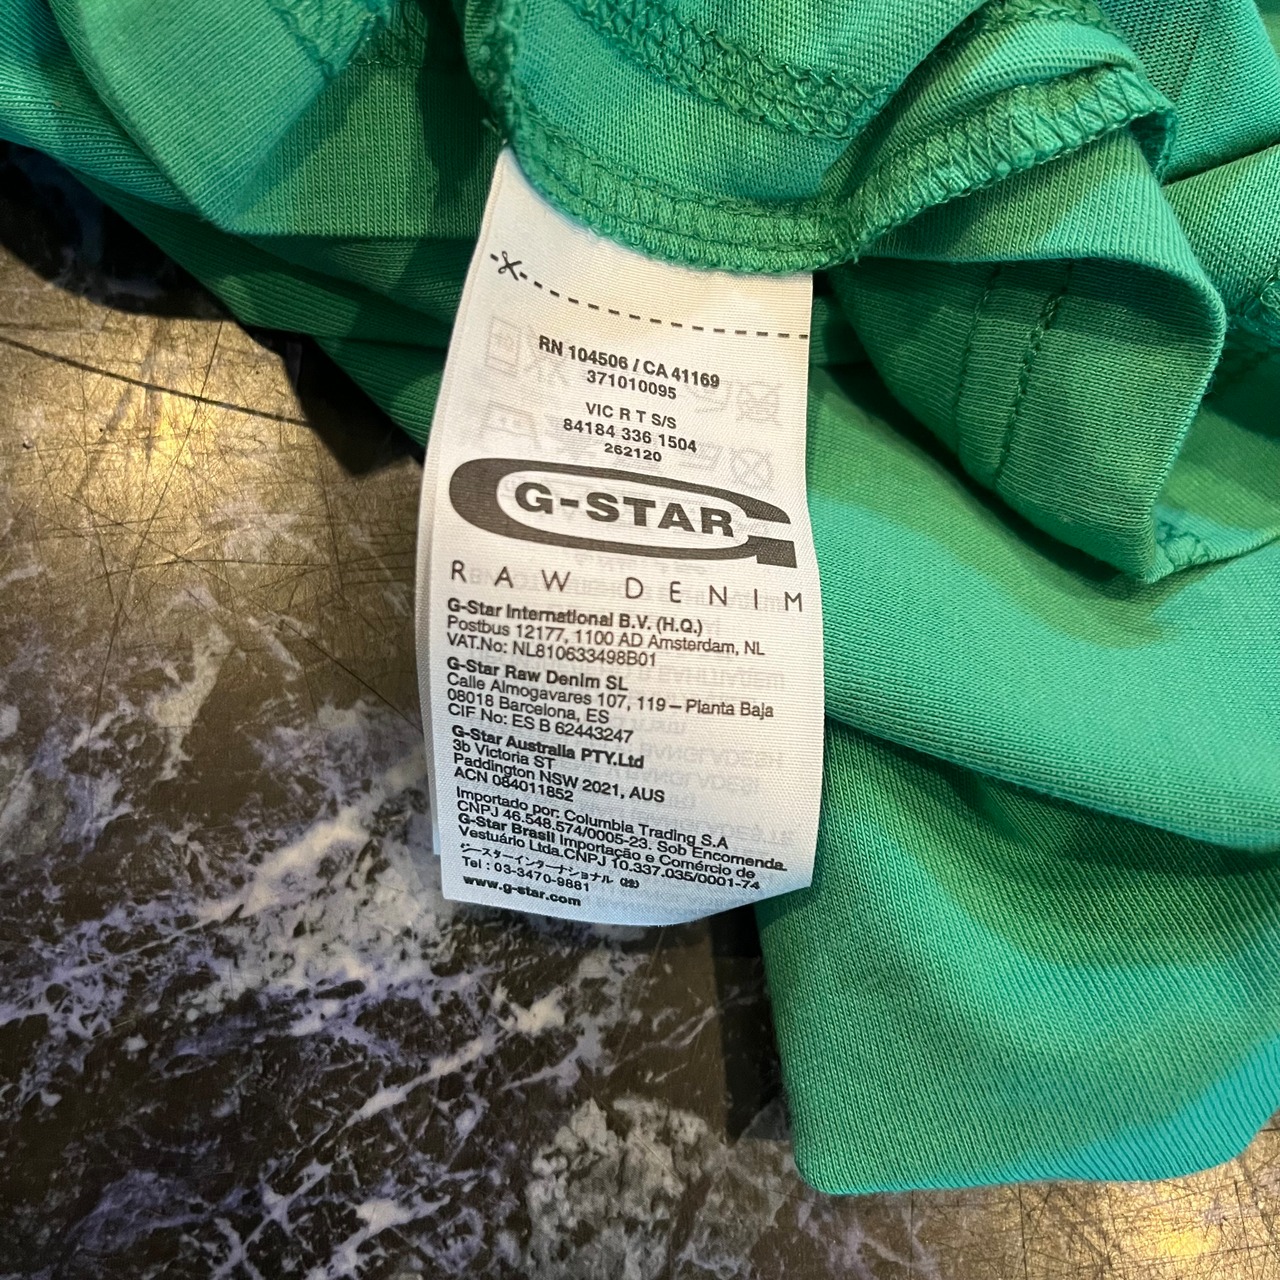 RN 104506 / CA 41169
371010095
VIC R T S/S
84184 336 1504
262120
G-STAR
RAW DENIM
G-Star International B.V. (H.Q.)
Postbus 12177, 1100 AD Amsterdam, NL
VAT.No: NL810633498B01
G-Star Raw Denim SL
Calle Almogavares 107, 119 – Planta Baja
08018 Barcelona, ES
CIF No: ES B 62443247
G-Star Australia PTY.Ltd
3b Victoria ST
Paddington NSW 2021, AUS
ACN 084011852
Importado por: Columbia Trading S.A
CNPJ 46.548.574/0005-23. Sob Encomenda.
G-Star Brasil Importação e Comércio de
Vestuário Ltda.CNPJ 10.337.035/0001-74
ジースターインターナショナル (株)
Tel : 03-3470-9881
www.g-star.com